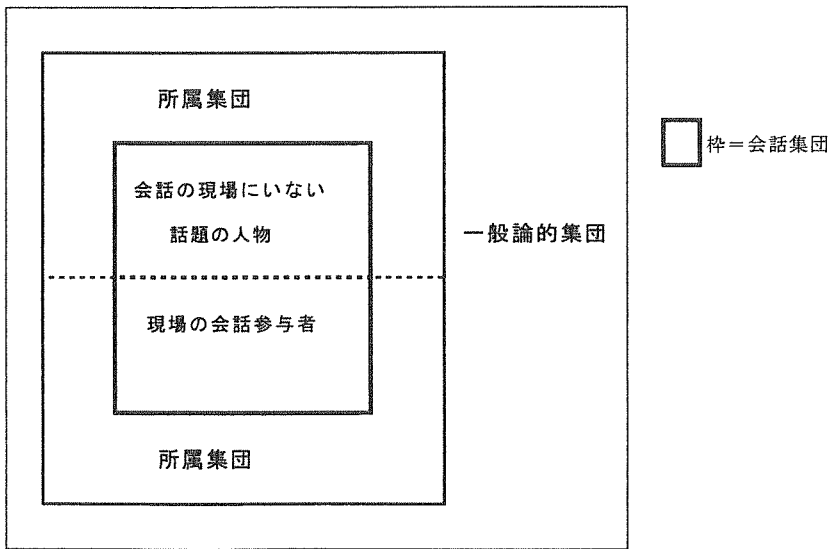 所属集団
会話の現場にいない
話題の人物
現場の会話参与者
所属集団
一般論的集団
枠＝会話集団